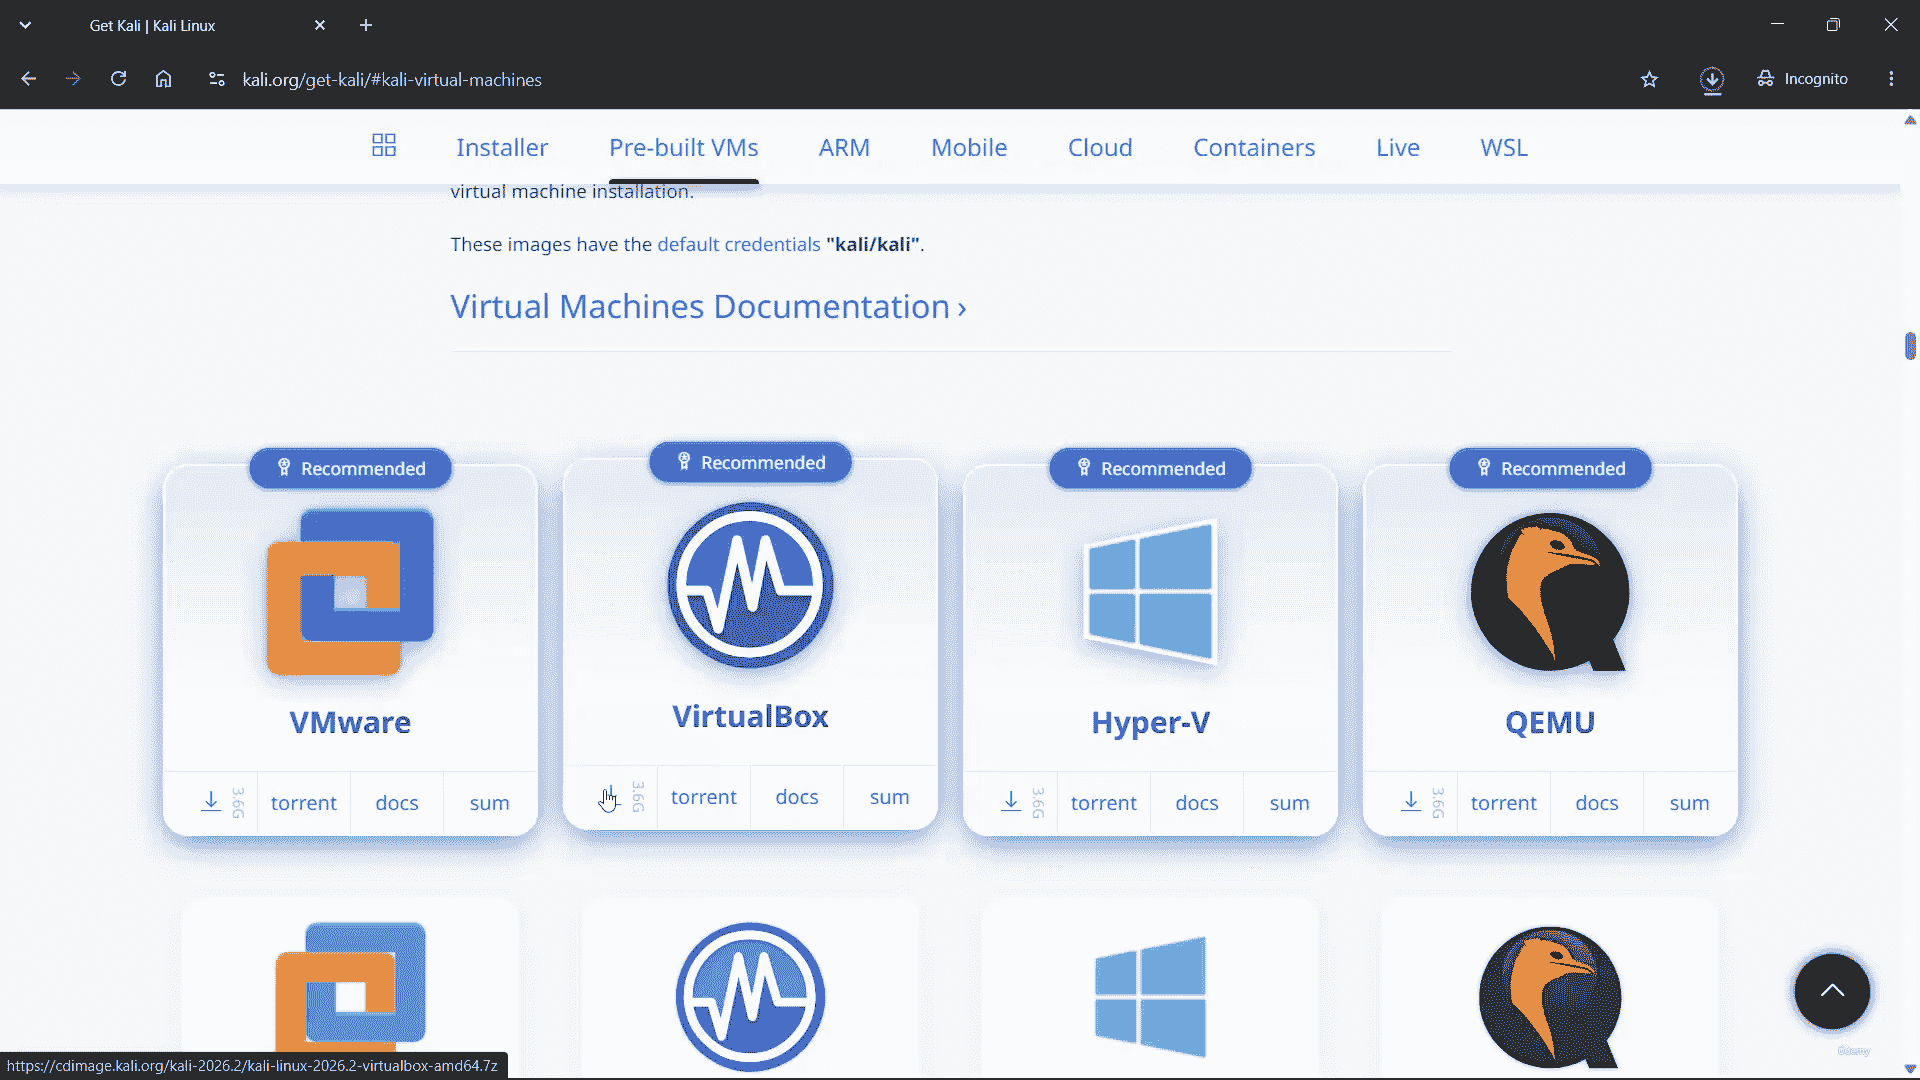 Get Kali | Kali Linux
kali.org/get-kali/#kali-virtual-machines
Incognito
Installer
Pre-built VMs
ARM
Mobile
Cloud
Containers
Live
WSL
virtual machine installation.
These images have the default credentials "kali/kali".
Virtual Machines Documentation ›
Recommended
Recommended
Recommended
Recommended
VMware
VirtualBox
Hyper-V
QEMU
3.6G torrent docs sum
3.6G torrent docs sum
3.6G torrent docs sum
3.6G torrent docs sum
Udemy
https://cdimage.kali.org/kali-2026.2/kali-linux-2026.2-virtualbox-amd64.7z